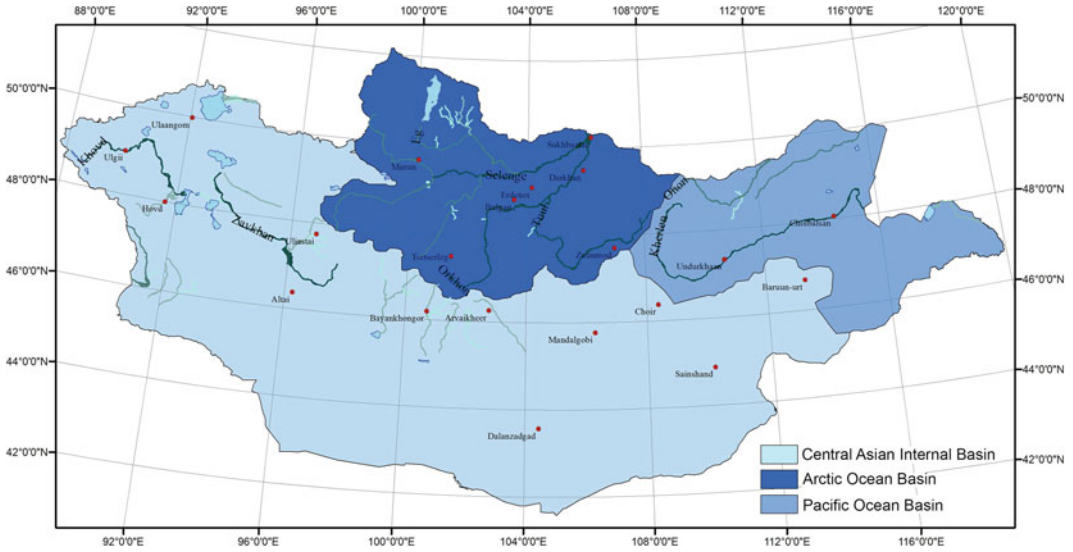 88°0'0"E 92°0'0"E 96°0'0"E 100°0'0"E 104°0'0"E 108°0'0"E 112°0'0"E 116°0'0"E 120°0'0"E
50°0'0"N
50°0'0"N
48°0'0"N
48°0'0"N
46°0'0"N
46°0'0"N
44°0'0"N
44°0'0"N
42°0'0"N
42°0'0"N
Ulaangom
Khovd
Ulgii
Hovd
Zavkhan
Uliastai
Altai
Eg
Muren
Selenge
Sukhbaatar
Darkhan
Erdenet
Bulgan
Tuul
Tsetserleg
Orkhon
Zuunmod
Onon
Kherlen
Choibalsan
Undurkhaan
Baruun-urt
Bayankhongor
Arvaikheer
Choir
Mandalgobi
Sainshand
Dalanzadgad
Central Asian Internal Basin
Arctic Ocean Basin
Pacific Ocean Basin
92°0'0"E 96°0'0"E 100°0'0"E 104°0'0"E 108°0'0"E 112°0'0"E 116°0'0"E